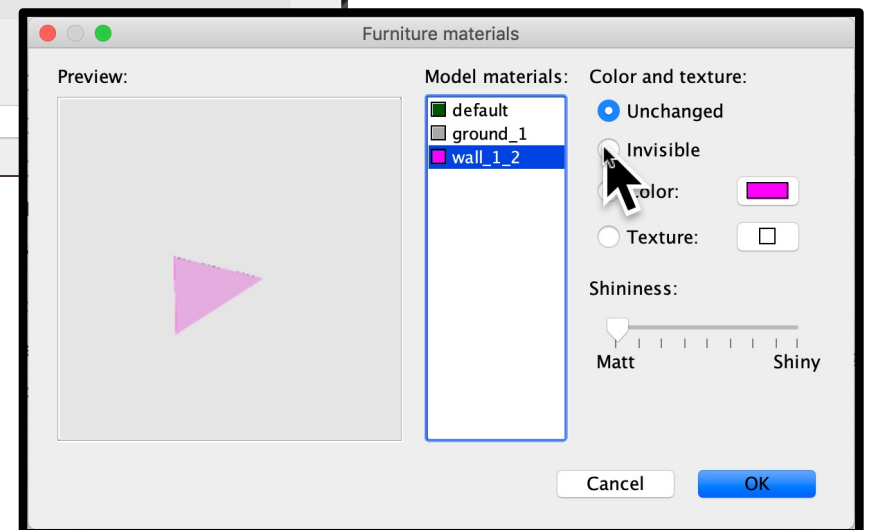 Furniture materials
Preview:
Model materials:
default
ground_1
wall_1_2
Color and texture:
Unchanged
Invisible
olor:
Texture:
Shininess:
Matt
Shiny
Cancel
OK